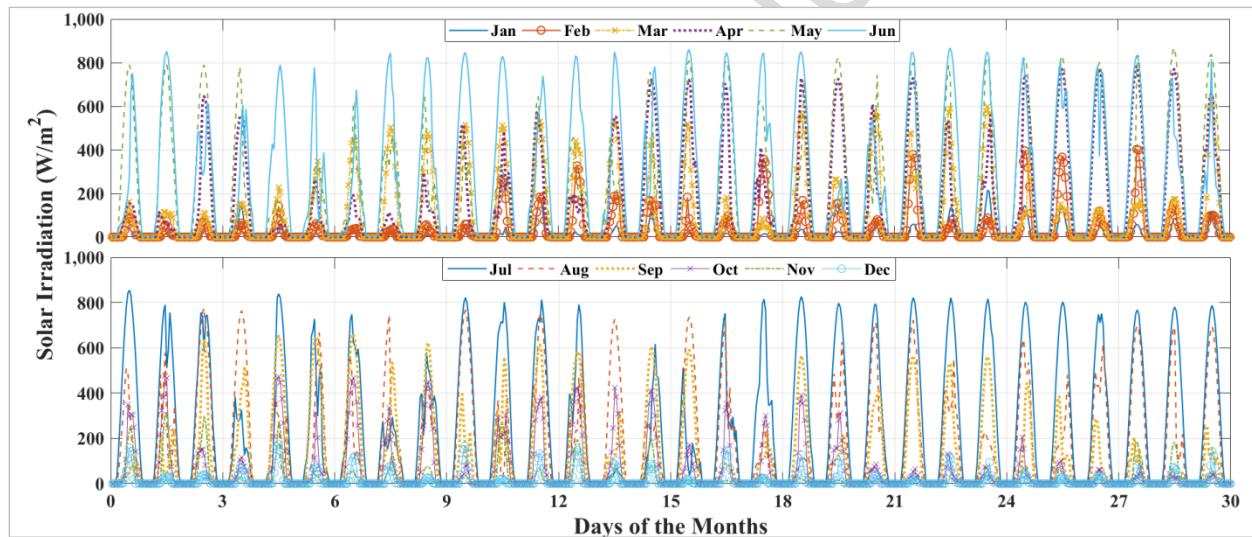 1,000
800
600
400
200
0
Jan Feb Mar Apr May Jun
Solar Irradiation (W/m²)
1,000
800
600
400
200
0
Jul Aug Sep Oct Nov Dec
0 3 6 9 12 15 18 21 24 27 30
Days of the Months